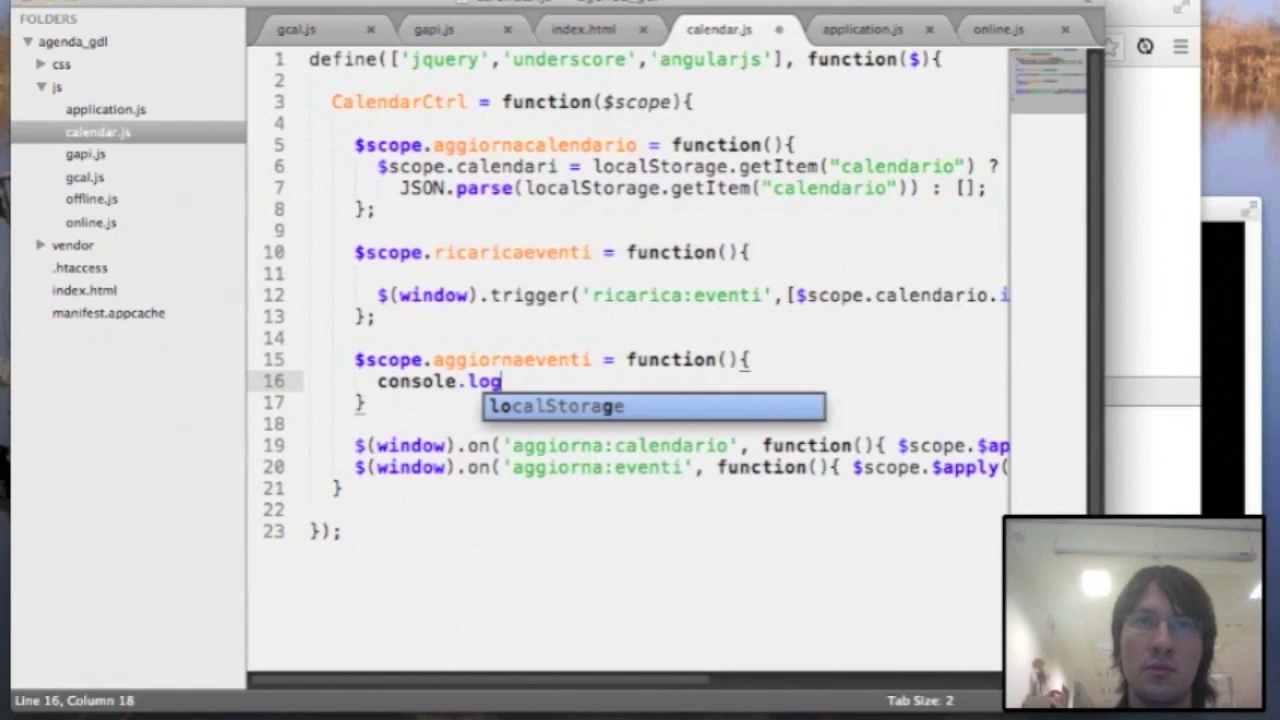 FOLDERS
agenda_gdl
css
js
application.js
calendar.js
gapi.js
gcal.js
offline.js
online.js
vendor
.htaccess
index.html
manifest.appcache
gcal.js × gapi.js × index.html × calendar.js application.js × online.js ×
1 define(['jquery','underscore','angularjs'], function($){
2
3 CalendarCtrl = function($scope){
4
5 $scope.aggiornacalendario = function(){
6 $scope.calendari = localStorage.getItem("calendario") ?
7 JSON.parse(localStorage.getItem("calendario")) : [];
8 };
9
10 $scope.ricaricaeventi = function(){
11
12 $(window).trigger('ricarica:eventi',[$scope.calendario.i
13 };
14
15 $scope.aggiornaeventi = function(){
16 console.log
localStorage
17 }
18
19 $(window).on('aggiorna:calendario', function(){ $scope.$ap
20 $(window).on('aggiorna:eventi', function(){ $scope.$apply(
21 }
22
23 });
Line 16, Column 18 Tab Size: 2